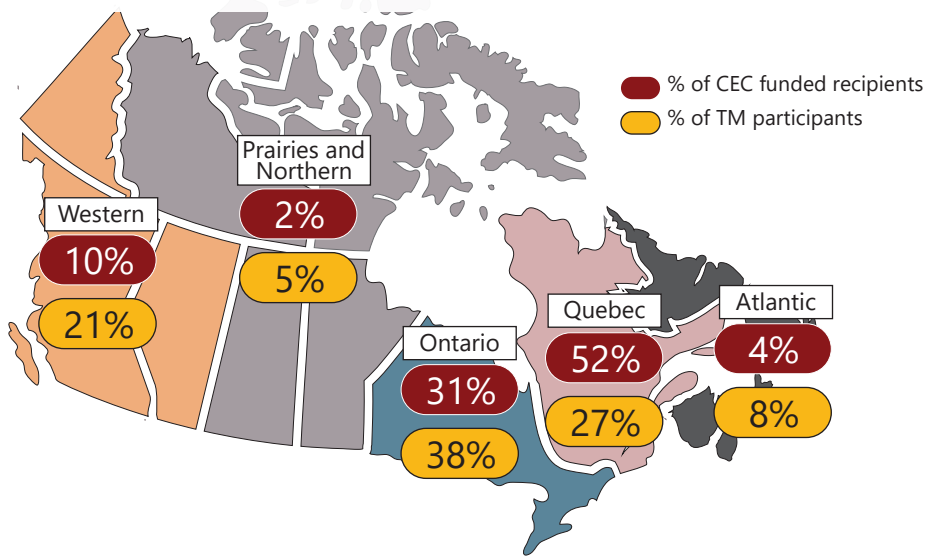 % of CEC funded recipients
% of TM participants
Prairies and
Northern
2%
5%
Western
10%
21%
Ontario
31%
38%
Quebec
52%
27%
Atlantic
4%
8%